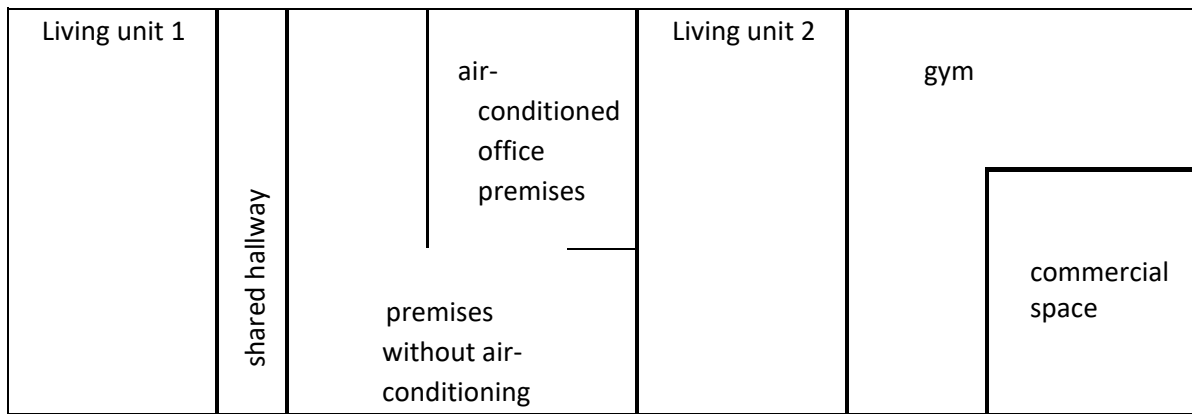 Living unit 1
shared hallway
air-
conditioned
office
premises
premises
without air-
conditioning
Living unit 2
gym
commercial
space